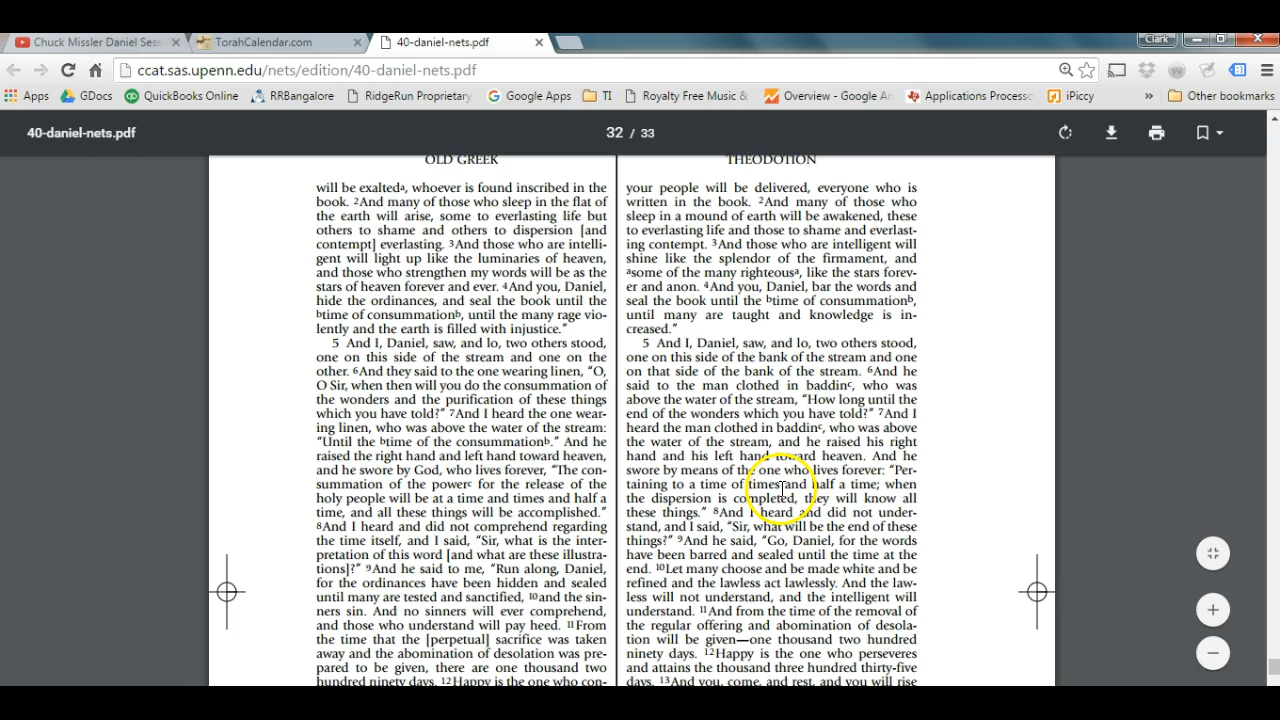 Chuck Missler Daniel Sess
TorahCalendar.com
40-daniel-nets.pdf
Clark
ccat.sas.upenn.edu/nets/edition/40-daniel-nets.pdf
Apps
GDocs
QuickBooks Online
RRBangalore
RidgeRun Proprietary
Google Apps
TI
Royalty Free Music &
Overview - Google An
Applications Processo
iPiccy
»
Other bookmarks
40-daniel-nets.pdf
32 / 33
OLD GREEK
will be exaltedᵃ, whoever is found inscribed in the
book. ²And many of those who sleep in the flat of
the earth will arise, some to everlasting life but
others to shame and others to dispersion [and
contempt] everlasting. ³And those who are intelli-
gent will light up like the luminaries of heaven,
and those who strengthen my words will be as the
stars of heaven forever and ever. ⁴And you, Daniel,
hide the ordinances, and seal the book until the
ᵇtime of consummationᵇ, until the many rage vio-
lently and the earth is filled with injustice.”
5 And I, Daniel, saw, and lo, two others stood,
one on this side of the stream and one on the
other. ⁶And they said to the one wearing linen, “O,
O Sir, when then will you do the consummation of
the wonders and the purification of these things
which you have told?” ⁷And I heard the one wear-
ing linen, who was above the water of the stream:
“Until the ᵇtime of the consummationᵇ.” And he
raised the right hand and left hand toward heaven,
and he swore by God, who lives forever, “The con-
summation of the powerᶜ for the release of the
holy people will be at a time and times and half a
time, and all these things will be accomplished.”
⁸And I heard and did not comprehend regarding
the time itself, and I said, “Sir, what is the inter-
pretation of this word [and what are these illustra-
tions]?” ⁹And he said to me, “Run along, Daniel,
for the ordinances have been hidden and sealed
until many are tested and sanctified, ¹⁰and the sin-
ners sin. And no sinners will ever comprehend,
and those who understand will pay heed. ¹¹From
the time that the [perpetual] sacrifice was taken
away and the abomination of desolation was pre-
pared to be given, there are one thousand two
hundred ninety days. ¹²Happy is the one who con-
THEODOTION
your people will be delivered, everyone who is
written in the book. ²And many of those who
sleep in a mound of earth will be awakened, these
to everlasting life and those to shame and everlast-
ing contempt. ³And those who are intelligent will
shine like the splendor of the firmament, and
ᵃsome of the many righteousᵃ, like the stars forev-
er and anon. ⁴And you, Daniel, bar the words and
seal the book until the ᵇtime of consummationᵇ,
until many are taught and knowledge is in-
creased.”
5 And I, Daniel, saw, and lo, two others stood,
one on this side of the bank of the stream and one
on that side of the bank of the stream. ⁶And he
said to the man clothed in baddinᶜ, who was
above the water of the stream, “How long until the
end of the wonders which you have told?” ⁷And I
heard the man clothed in baddinᶜ, who was above
the water of the stream, and he raised his right
hand and his left hand toward heaven. And he
swore by means of the one who lives forever: “Per-
taining to a time of times and half a time; when
the dispersion is completed, they will know all
these things.” ⁸And I heard and did not under-
stand, and I said, “Sir, what will be the end of these
things?” ⁹And he said, “Go, Daniel, for the words
have been barred and sealed until the time at the
end. ¹⁰Let many choose and be made white and be
refined and the lawless act lawlessly. And the law-
less will not understand, and the intelligent will
understand. ¹¹And from the time of the removal of
the regular offering and abomination of desola-
tion will be given—one thousand two hundred
ninety days. ¹²Happy is the one who perseveres
and attains the thousand three hundred thirty-five
days. ¹³And you, come, and rest, and you will rise